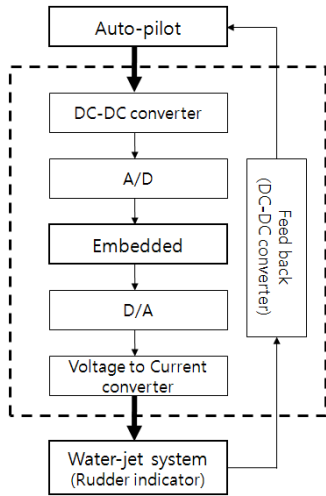 Auto-pilot
DC-DC converter
A/D
Embedded
D/A
Voltage to Current
converter
Feed back
(DC-DC converter)
Water-jet system
(Rudder indicator)